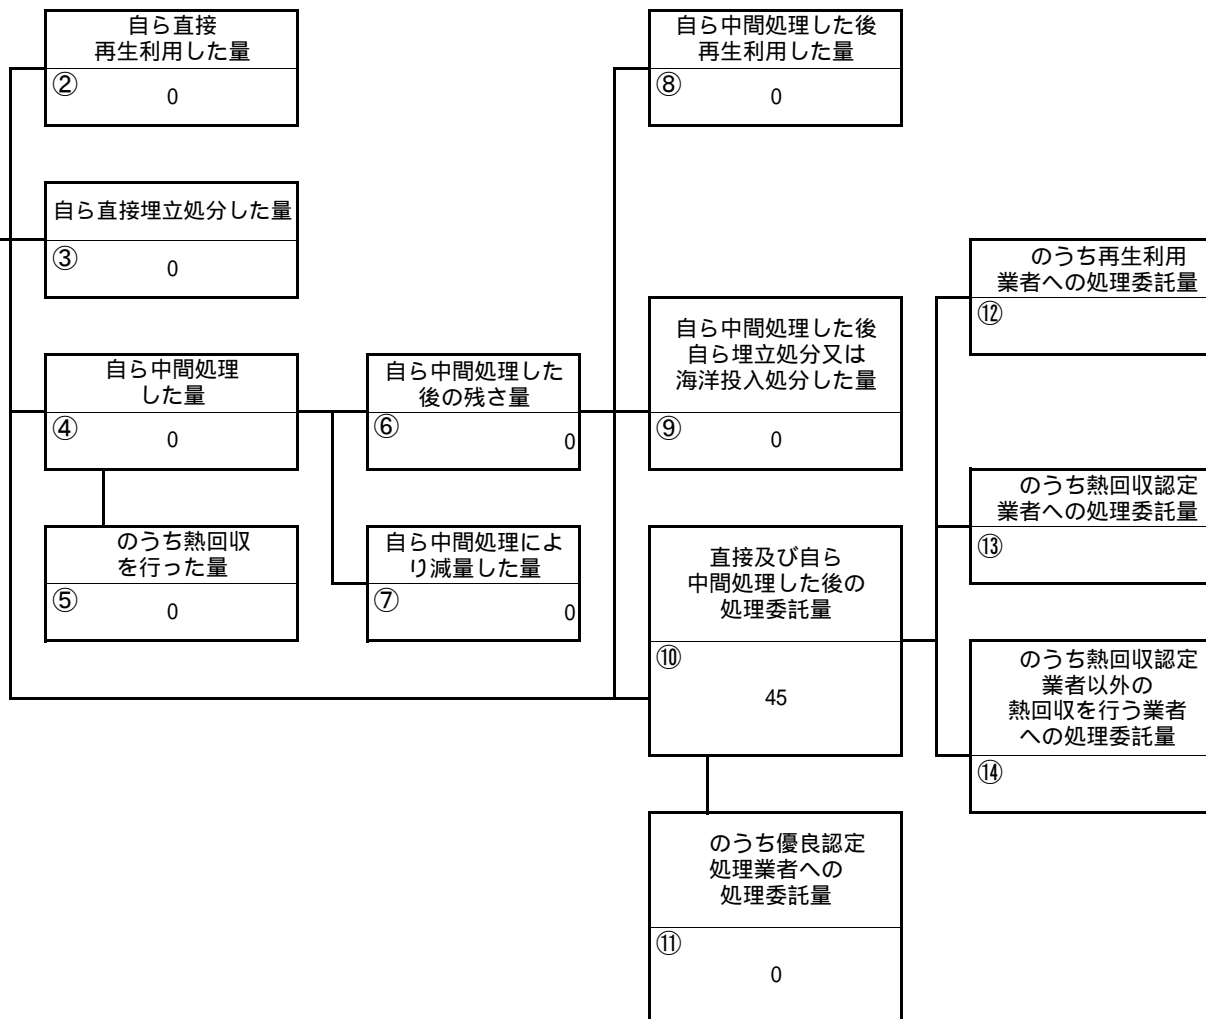 自ら直接
再生利用した量
②
0
自ら中間処理した後
再生利用した量
⑧
0
自ら直接埋立処分した量
③
0
のうち再生利用
業者への処理委託量
⑫
自ら中間処理した後
自ら埋立処分又は
海洋投入処分した量
⑨
0
自ら中間処理
した量
④
0
自ら中間処理した
後の残さ量
⑥
0
のうち熱回収認定
業者への処理委託量
⑬
のうち熱回収
を行った量
⑤
0
自ら中間処理によ
り減量した量
⑦
0
直接及び自ら
中間処理した後の
処理委託量
⑩
45
のうち熱回収認定
業者以外の
熱回収を行う業者
への処理委託量
⑭
のうち優良認定
処理業者への
処理委託量
⑪
0